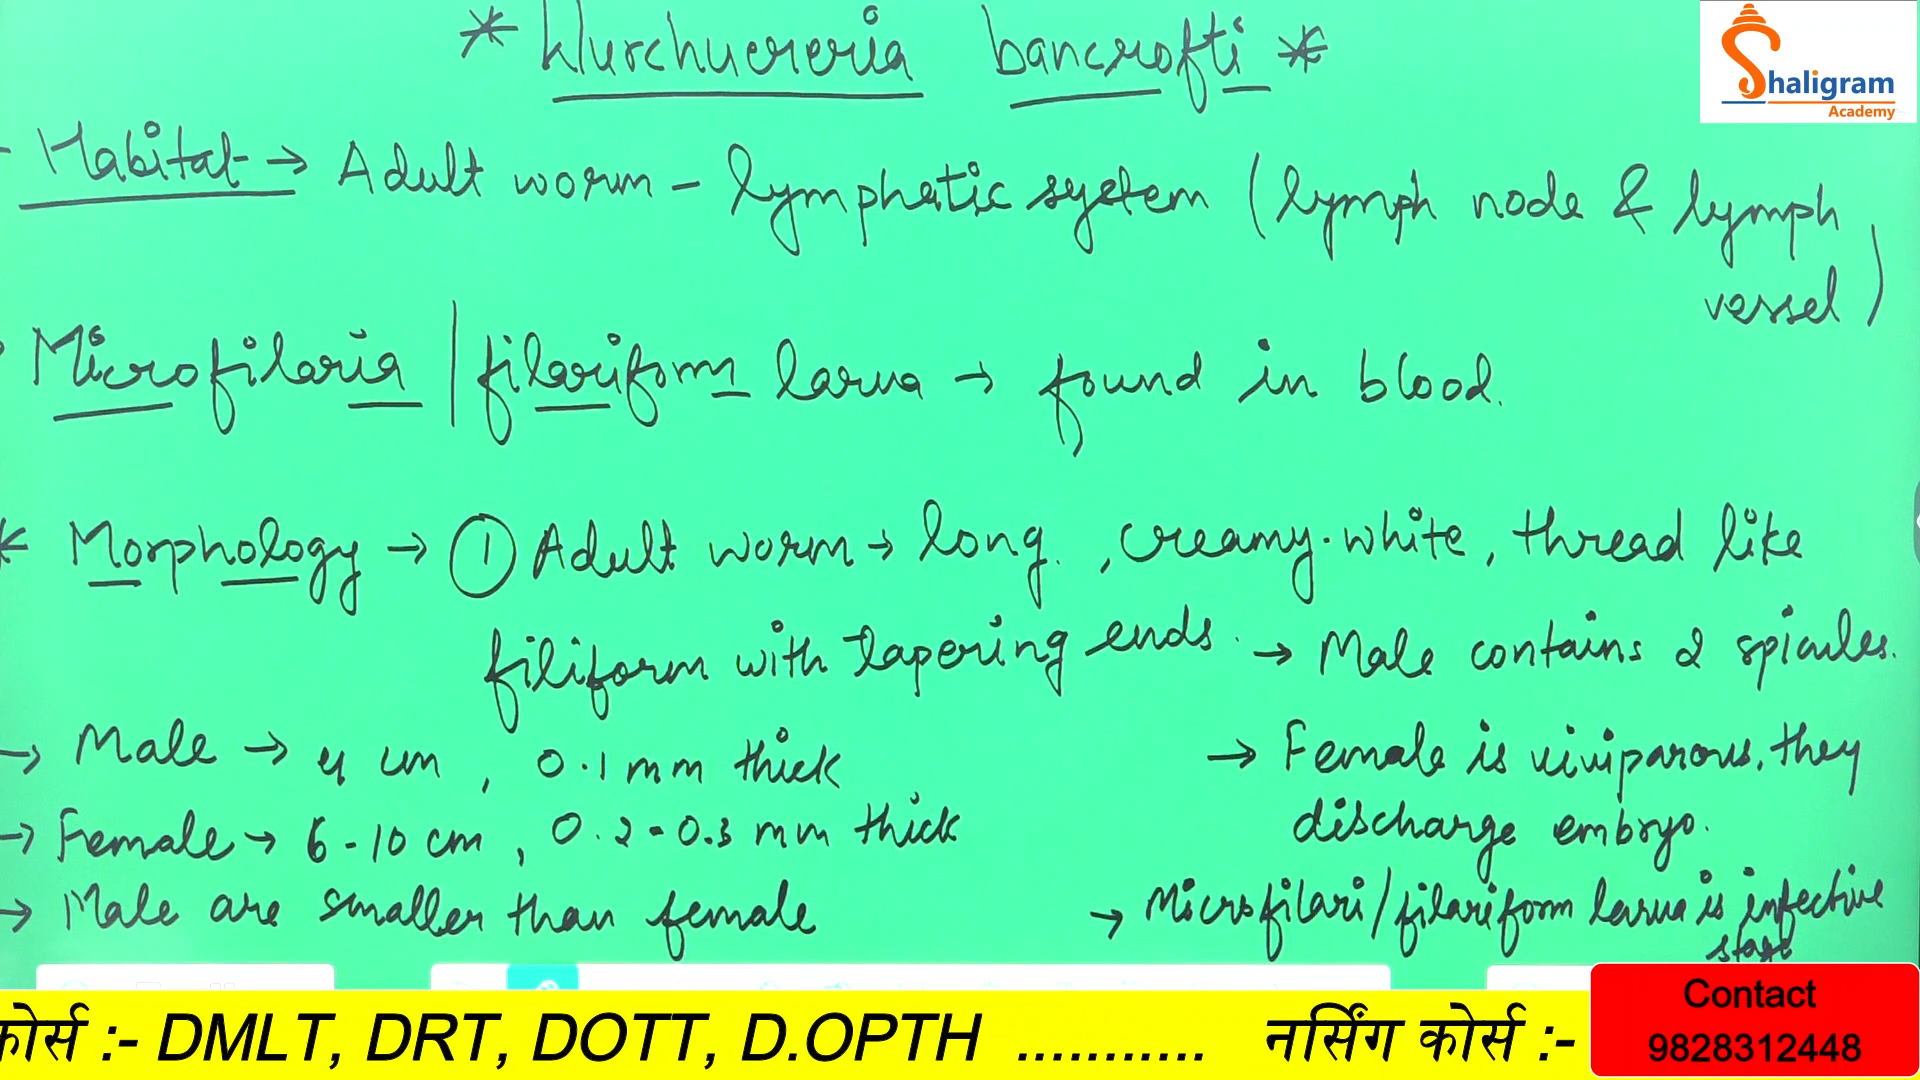 * Wurchuereria bancrofti *
Shaligram
Academy
Habitat → Adult worm - lymphatic system (lymph node & lymph
vessel)
Microfilaria / filariform larva → found in blood.
* Morphology → ① Adult worm → long, creamy-white, thread like
filiform with tapering ends.
→ Male contains 2 spicules.
→ Male → 4 cm, 0.1 mm thick
→ Female → 6-10 cm, 0.2-0.3 mm thick
→ Male are smaller than female
→ Female is viviparous, they
discharge embryo.
→ Microfilari/filariform larva is infective
stage
कोर्स :- DMLT, DRT, DOTT, D.OPTH ........... नर्सिंग कोर्स :-
Contact
9828312448